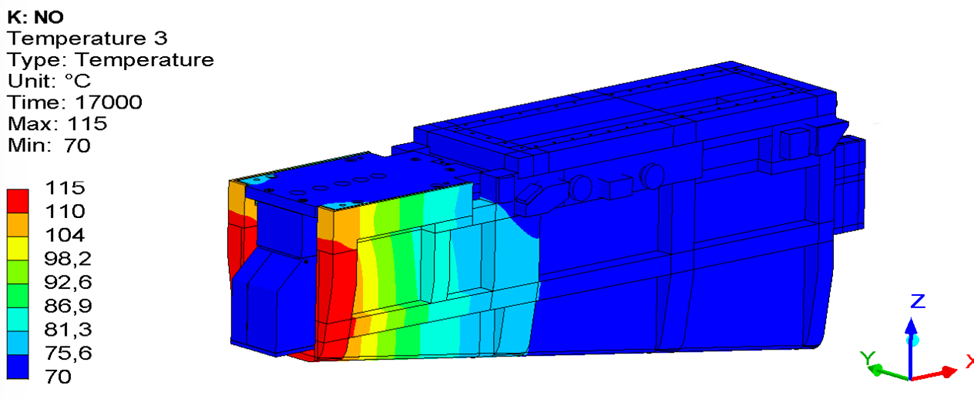 K: NO
Temperature 3
Type: Temperature
Unit: °C
Time: 17000
Max: 115
Min: 70
115
110
104
98,2
92,6
86,9
81,3
75,6
70
Z
Y
X